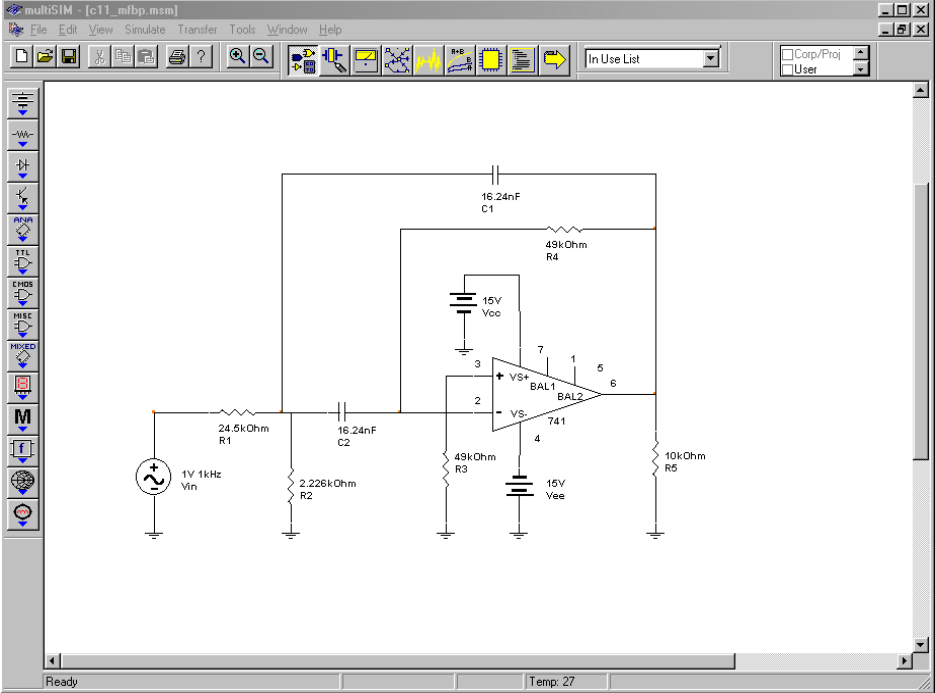 multiSIM - [c11_mfbp.msm]
File Edit View Simulate Transfer Tools Window Help
In Use List
Corp/Proj
User
ANA
TTL
CMOS
MISC
MIXED
M
f
16.24nF
C1
49kOhm
R4
15V
Vcc
3
7
1
5
VS+
BAL1
6
BAL2
2
VS-
741
4
24.5kOhm
R1
16.24nF
C2
49kOhm
R3
10kOhm
R5
1V 1kHz
Vin
2.226kOhm
R2
15V
Vee
Ready
Temp: 27